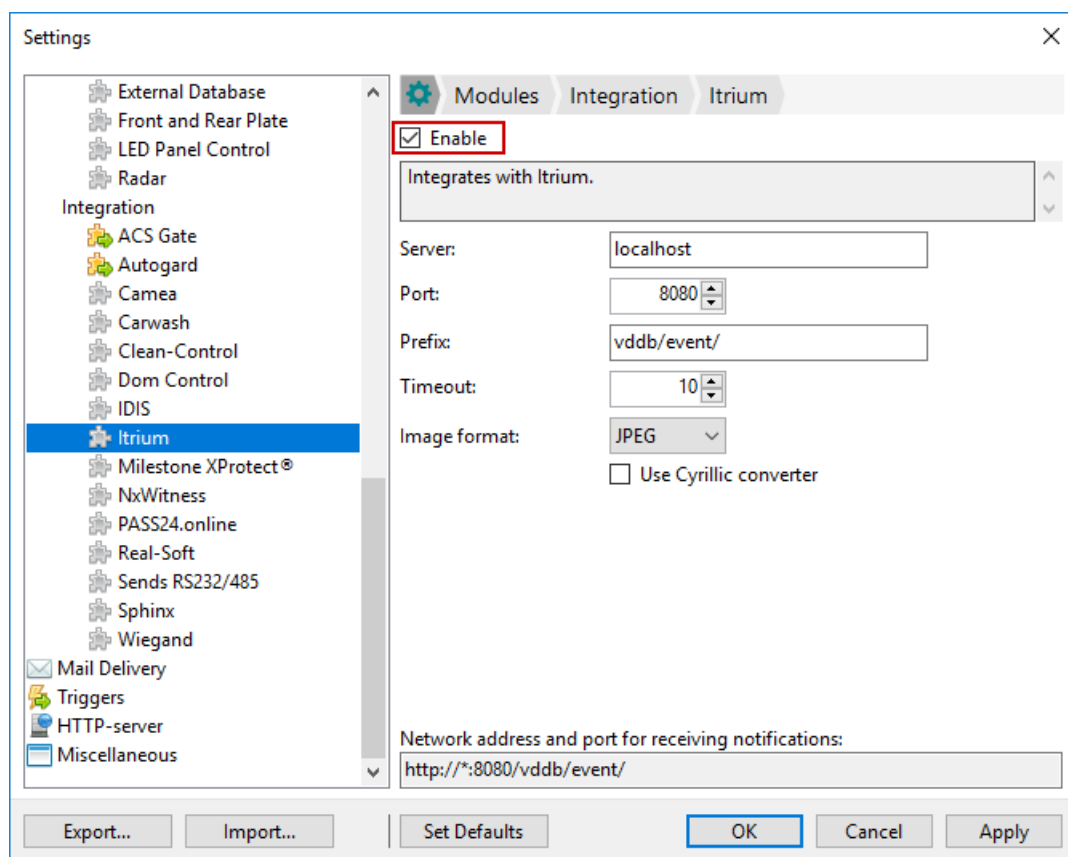 Settings
External Database
Front and Rear Plate
LED Panel Control
Radar
Integration
ACS Gate
Autogard
Camea
Carwash
Clean-Control
Dom Control
IDIS
Itrium
Milestone XProtect®
NxWitness
PASS24.online
Real-Soft
Sends RS232/485
Sphinx
Wiegand
Mail Delivery
Triggers
HTTP-server
Miscellaneous
Modules Integration Itrium
Enable
Integrates with Itrium.
Server: localhost
Port: 8080
Prefix: vddb/event/
Timeout: 10
Image format: JPEG
Use Cyrillic converter
Network address and port for receiving notifications:
http://*:8080/vddb/event/
Export... Import... Set Defaults OK Cancel Apply